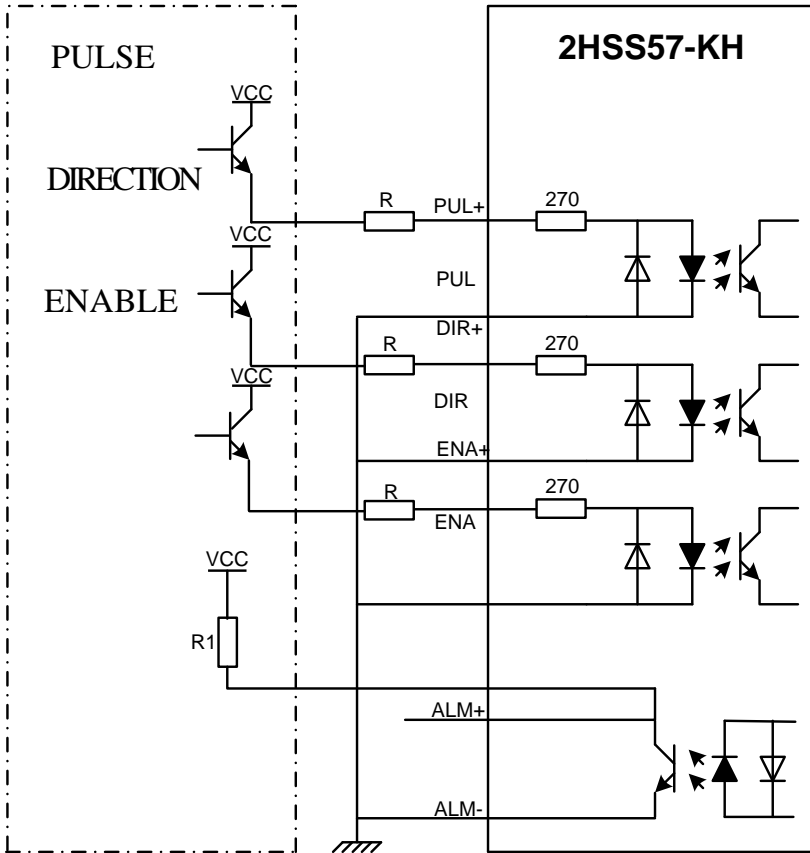 2HSS57-KH
PULSE
VCC
DIRECTION
R
PUL+
270
VCC
PUL
ENABLE
DIR+
R
270
VCC
DIR
ENA+
R
270
ENA
VCC
R1
ALM+
ALM-